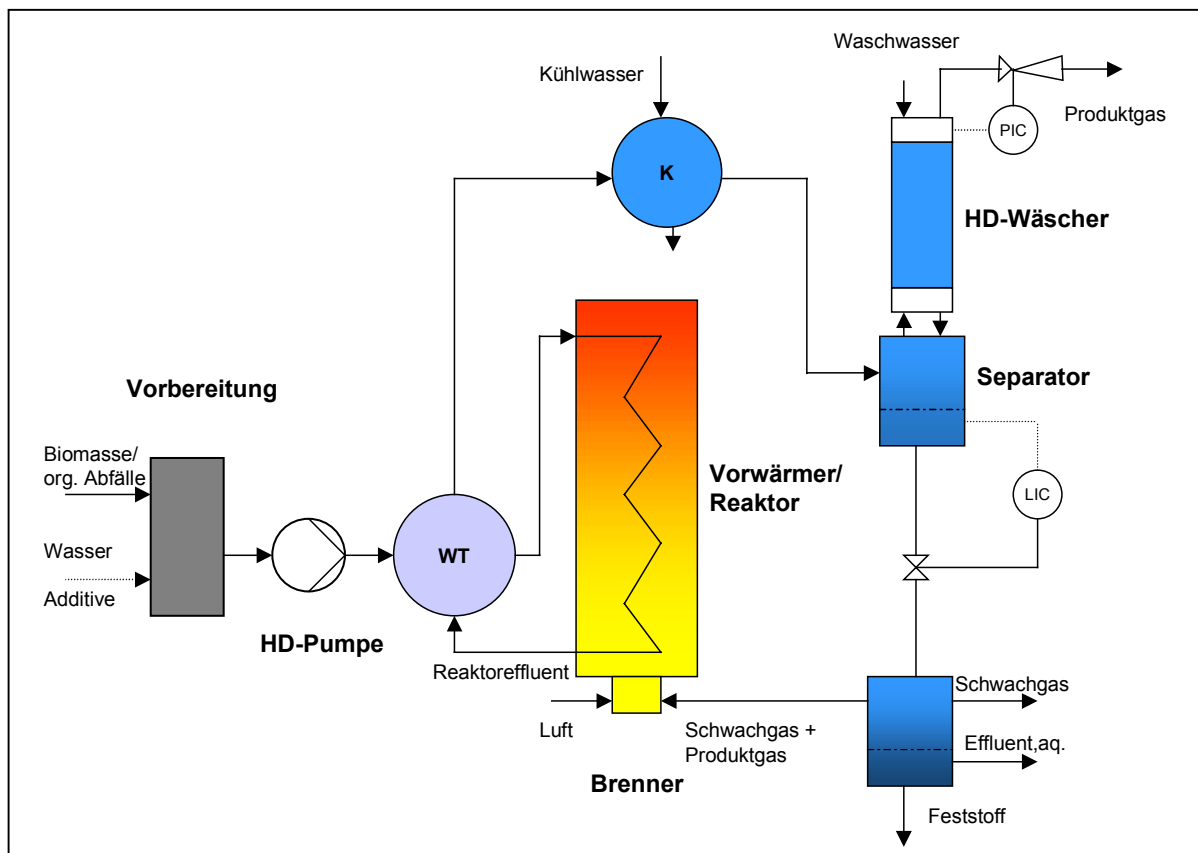 Waschwasser
Kühlwasser
PIC
Produktgas
K
HD-Wäscher
Vorbereitung
Separator
Biomasse/
org. Abfälle
Vorwärmer/
Reaktor
LIC
Wasser
WT
Additive
HD-Pumpe
Reaktoreffluent
Schwachgas
Luft
Schwachgas +
Produktgas
Effluent,aq.
Brenner
Feststoff